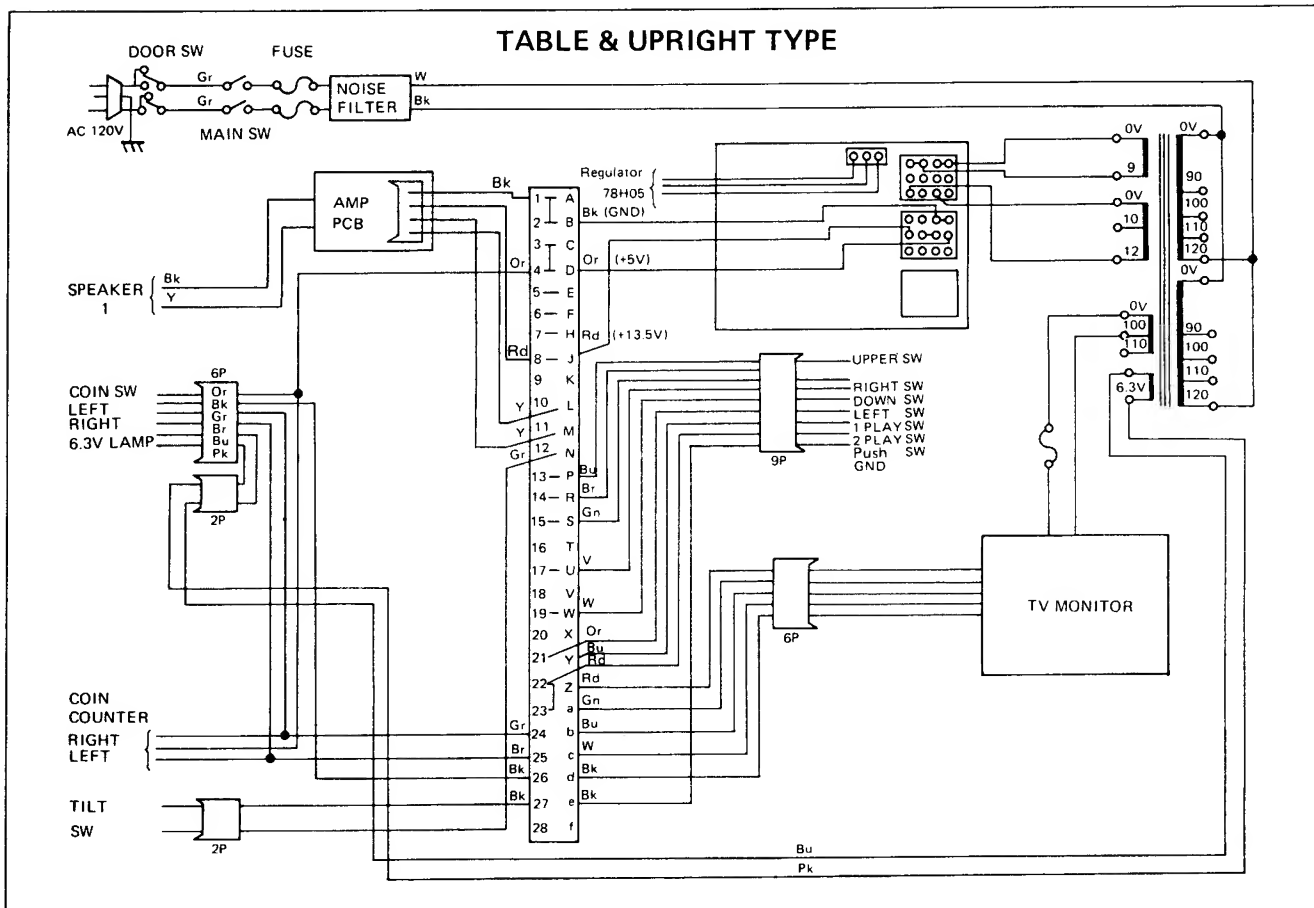 TABLE & UPRIGHT TYPE
DOOR SW
FUSE
Gr
Gr
NOISE
FILTER
W
Bk
AC 120V
MAIN SW
AMP
PCB
Bk
Regulator
78H05
Bk (GND)
Or
Or (+5V)
Rd (+13.5V)
Rd
SPEAKER
1
Bk
Y
0V
9
0V
10
12
0V
100
110
6.3V
0V
90
100
110
120
0V
90
100
110
120
1 A
2 B
3 C
4 D
5 E
6 F
7 H
8 J
9 K
10 L
11 M
12 N
13 P
14 R
15 S
16 T
17 U
18 V
19 W
20 X
21 Y
22 Z
23 a
24 b
25 c
26 d
27 e
28 f
6P
COIN SW
LEFT
RIGHT
6.3V LAMP
Or
Bk
Gr
Br
Bu
Pk
2P
Y
Y
Gr
Bu
Br
Gn
V
W
Or
Bu
Rd
Rd
Gn
Bu
W
Bk
Bk
UPPER SW
RIGHT SW
DOWN SW
LEFT SW
1 PLAY SW
2 PLAY SW
Push SW
GND
9P
6P
TV MONITOR
COIN
COUNTER
RIGHT
LEFT
Gr
Br
Bk
Bk
TILT
SW
2P
Bu
Pk